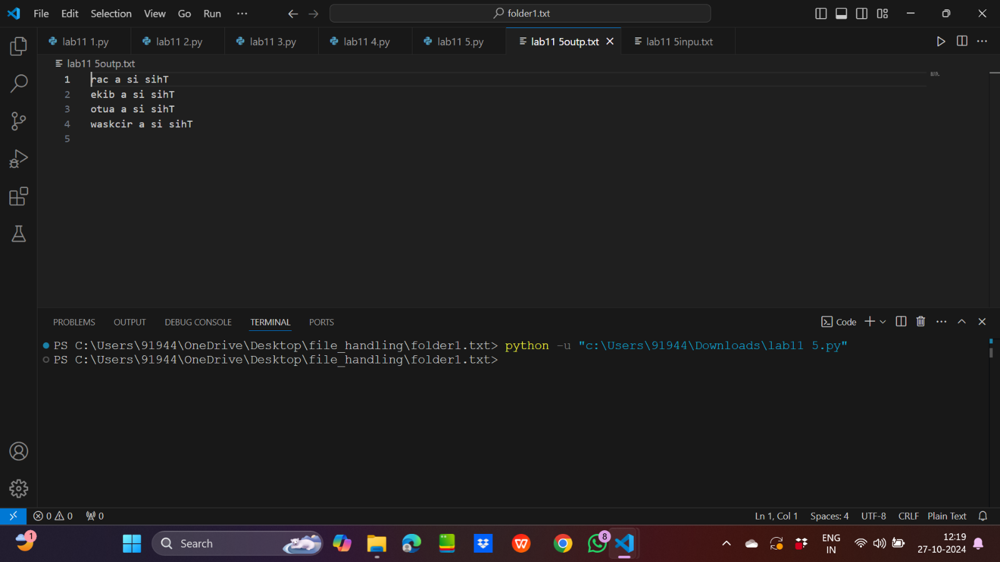 File Edit Selection View Go Run ··· folder1.txt
lab11 1.py lab11 2.py lab11 3.py lab11 4.py lab11 5.py lab11 5outp.txt lab11 5inpu.txt
lab11 5outp.txt
1 rac a si sihT
2 ekib a si sihT
3 otua a si sihT
4 waskcir a si sihT
5
PROBLEMS OUTPUT DEBUG CONSOLE TERMINAL PORTS Code
PS C:\Users\91944\OneDrive\Desktop\file_handling\folder1.txt> python -u "c:\Users\91944\Downloads\lab11 5.py"
PS C:\Users\91944\OneDrive\Desktop\file_handling\folder1.txt>
0 0 0 Ln 1, Col 1 Spaces: 4 UTF-8 CRLF Plain Text
1 Search W 8 ENG IN 12:19
27-10-2024